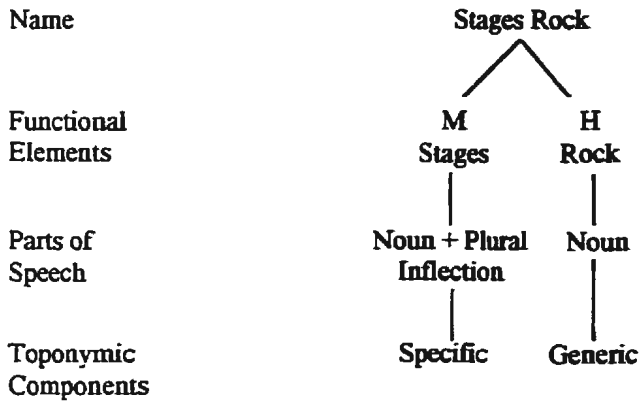 Name Stages Rock
Functional M H
Elements Stages Rock
Parts of Noun + Plural Noun
Speech Inflection
Toponymic Specific Generic
Components